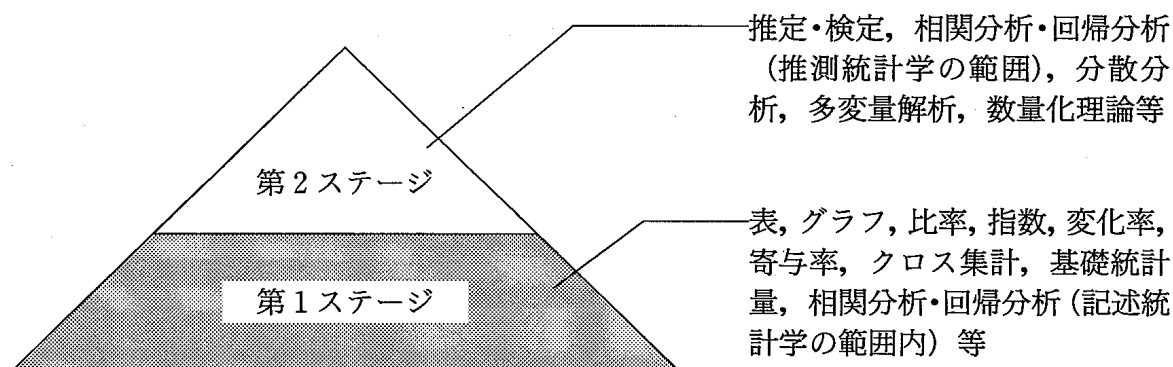 推定・検定，相関分析・回帰分析
（推測統計学の範囲），分散分
析，多変量解析，数量化理論等
第２ステージ
表，グラフ，比率，指数，変化率，
寄与率，クロス集計，基礎統計
量，相関分析・回帰分析（記述統
計学の範囲内）等
第１ステージ